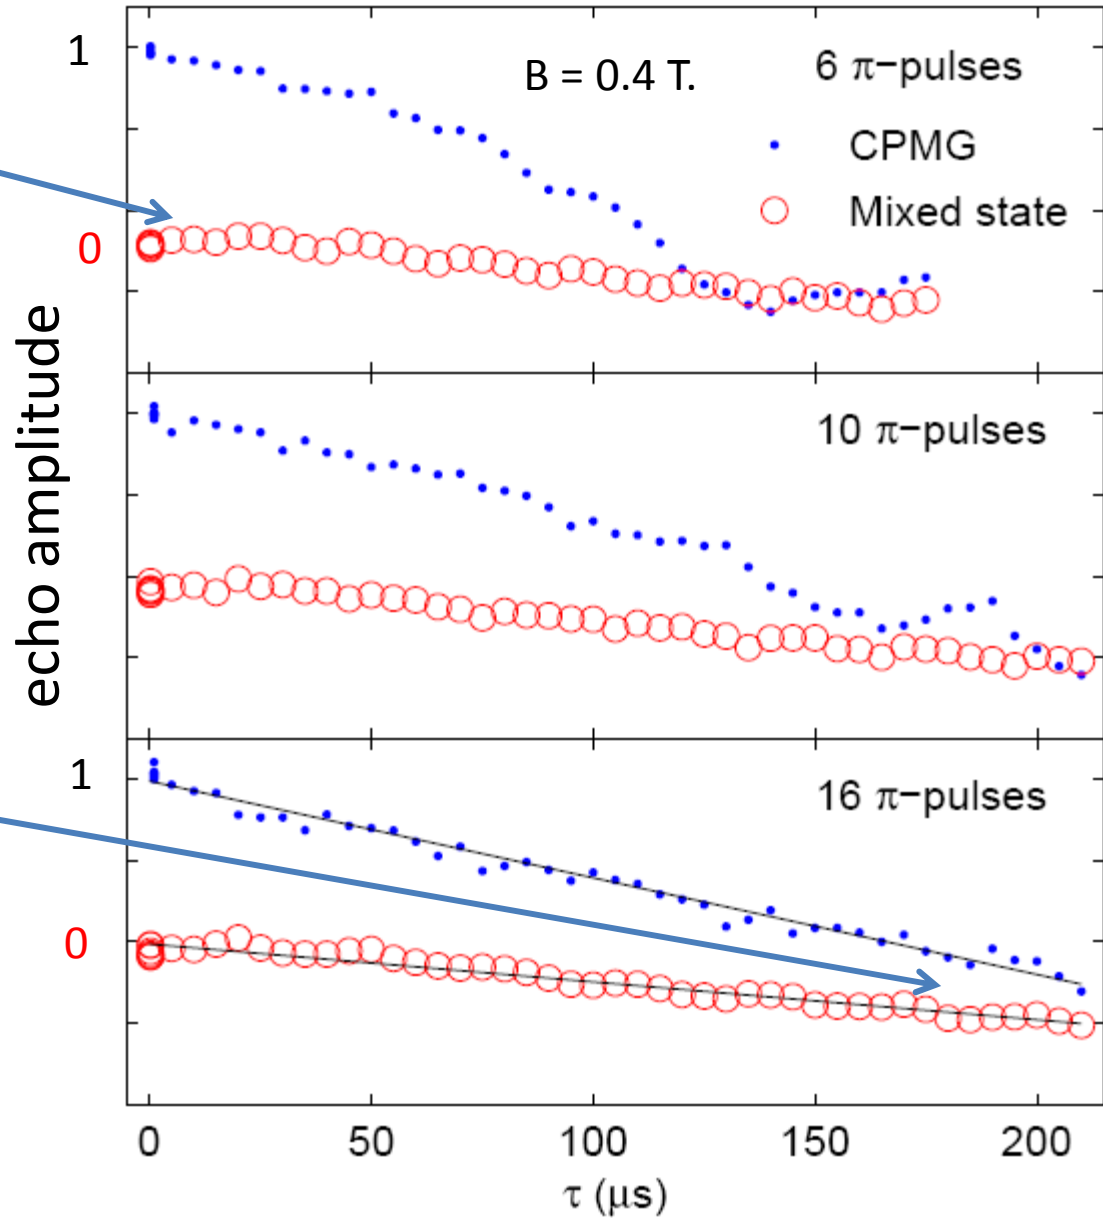 1
B = 0.4 T.
6 π−pulses
CPMG
Mixed state
0
echo amplitude
10 π−pulses
1
16 π−pulses
0
0 50 100 150 200
τ (μs)